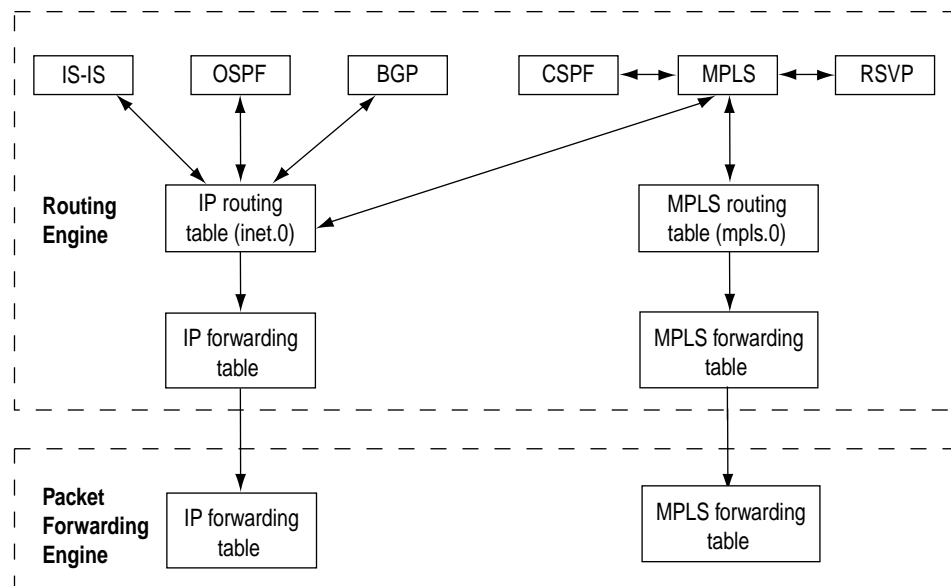 IS-IS
OSPF
BGP
CSPF
MPLS
RSVP
Routing
Engine
IP routing
table (inet.0)
MPLS routing
table (mpls.0)
IP forwarding
table
MPLS forwarding
table
Packet
Forwarding
Engine
IP forwarding
table
MPLS forwarding
table